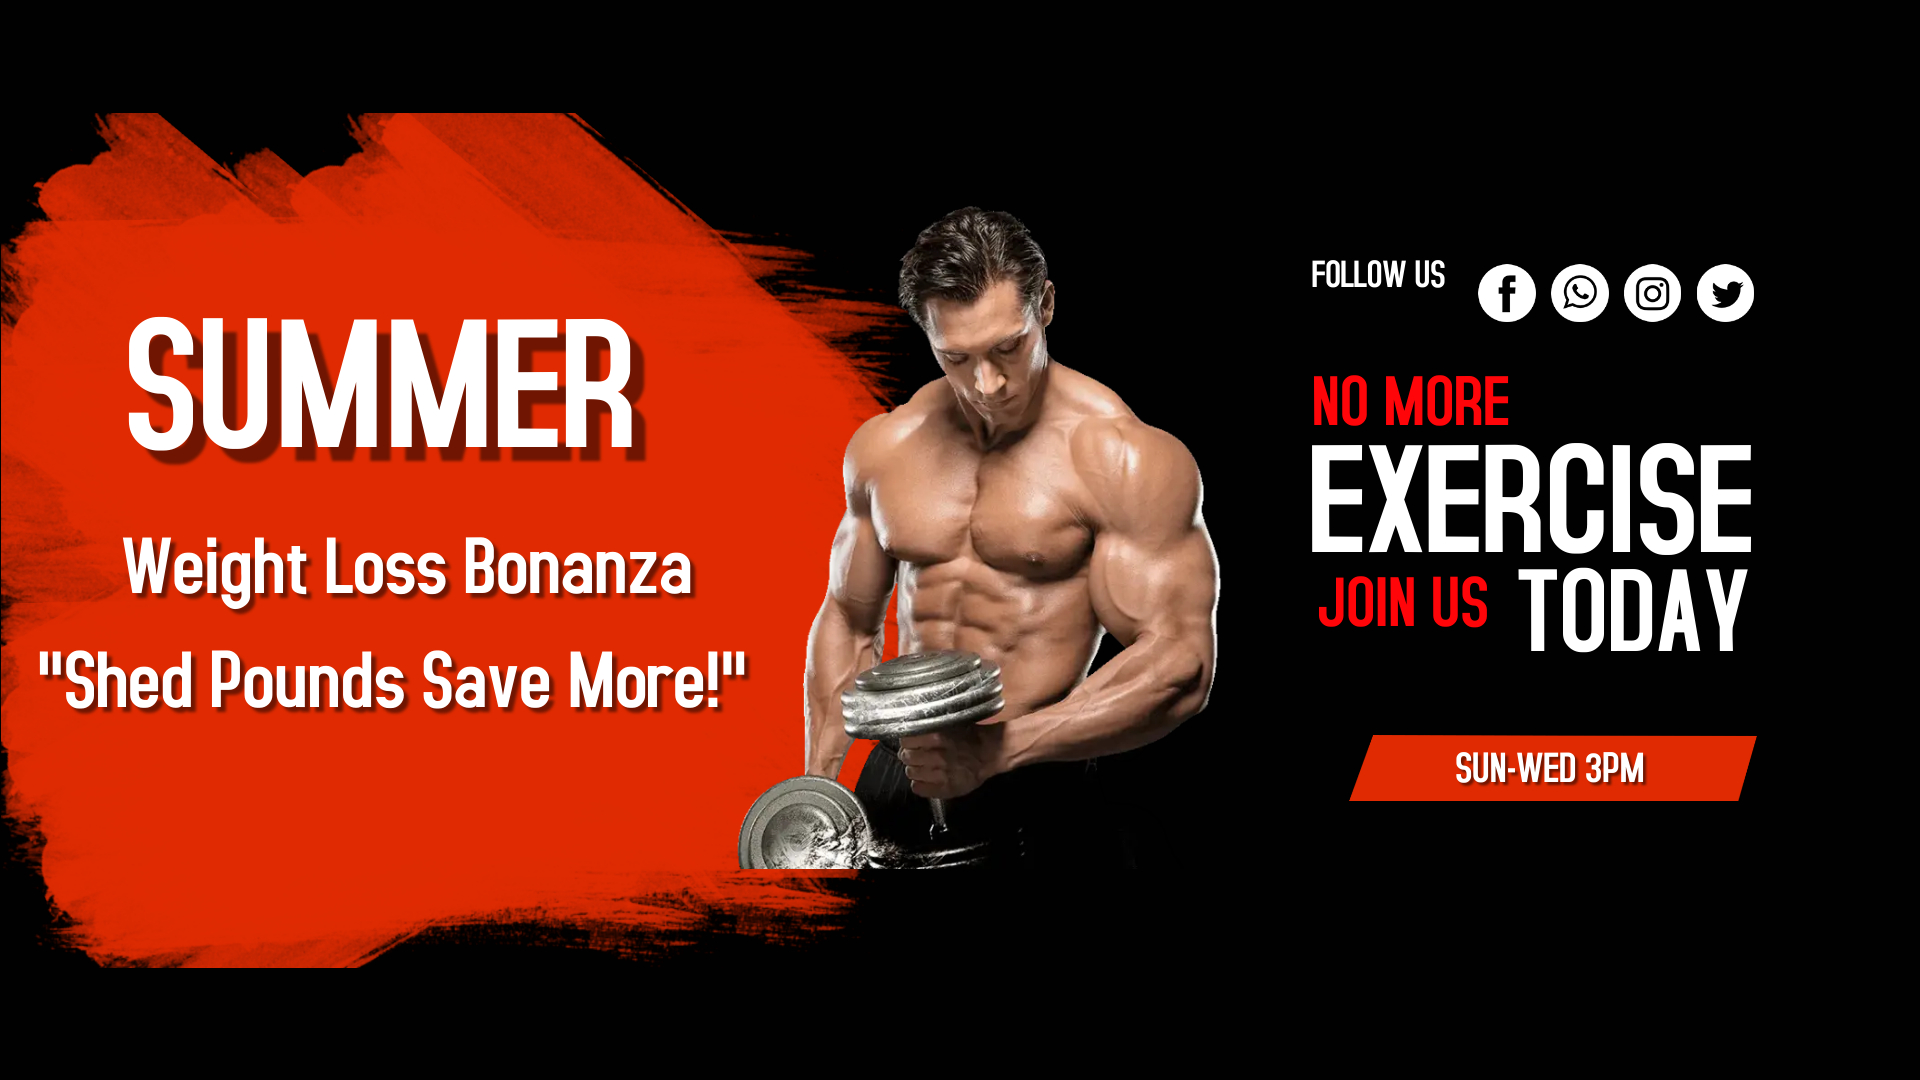 SUMMER
Weight Loss Bonanza
"Shed Pounds Save More!"
FOLLOW US
NO MORE
EXERCISE
JOIN US TODAY
SUN-WED 3PM